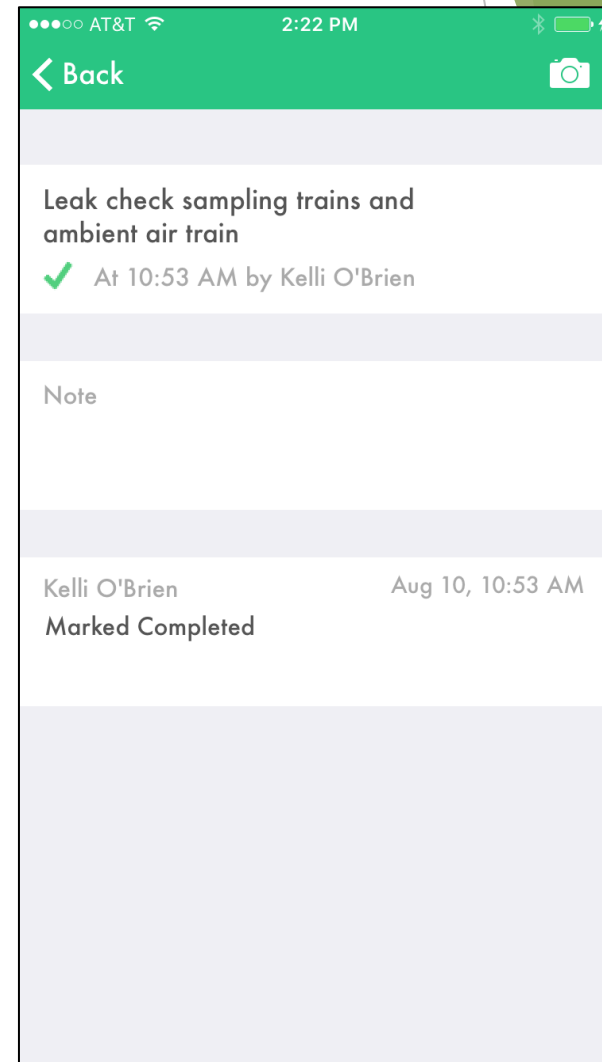 AT&T 2:22 PM
Back
Leak check sampling trains and
ambient air train
At 10:53 AM by Kelli O'Brien
Note
Kelli O'Brien Aug 10, 10:53 AM
Marked Completed